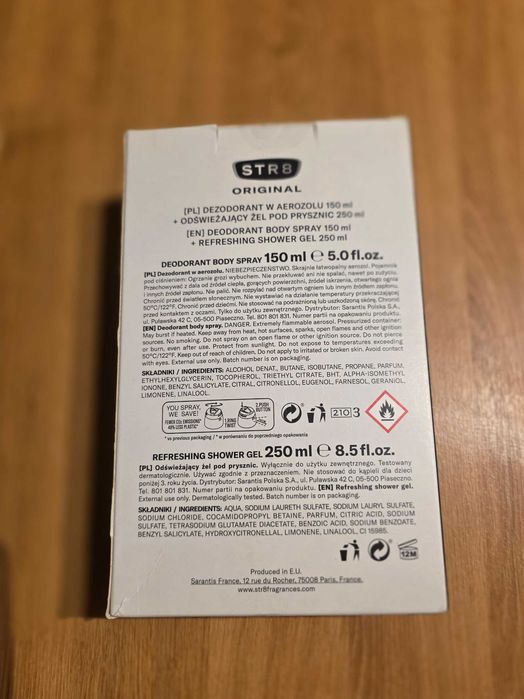 STR8
ORIGINAL
[PL] DEZODORANT W AEROZOLU 150 ml
+ ODŚWIEŻAJĄCY ŻEL POD PRYSZNIC 250 ml
[EN] DEODORANT BODY SPRAY 150 ml
+ REFRESHING SHOWER GEL 250 ml
DEODORANT BODY SPRAY 150 ml ℮ 5.0 fl.oz.
[PL] Dezodorant w aerozolu. NIEBEZPIECZEŃSTWO. Skrajnie łatwopalny aerozol. Pojemnik
pod ciśnieniem: Ogrzanie grozi wybuchem. Nie przekłuwać ani nie spalać, nawet po zużyciu.
Przechowywać z dala od źródeł ciepła, gorących powierzchni, źródeł iskrzenia, otwartego ognia
i innych źródeł zapłonu. Nie palić. Nie rozpylać nad otwartym ogniem lub innym źródłem zapłonu.
Chronić przed światłem słonecznym. Nie wystawiać na działanie temperatury przekraczającej
50°C/122°F. Chronić przed dziećmi. Nie stosować na podrażnioną lub uszkodzoną skórę. Chronić
przed kontaktem z oczami. Tylko do użytku zewnętrznego. Dystrybutor: Sarantis Polska S.A.,
ul. Puławska 42 C, 05-500 Piaseczno. Tel. 801 801 831. Numer partii na opakowaniu produktu.
[EN] Deodorant body spray. DANGER. Extremely flammable aerosol. Pressurized container:
May burst if heated. Keep away from heat, hot surfaces, sparks, open flames and other ignition
sources. No smoking. Do not spray on an open flame or other ignition source. Do not pierce
or burn, even after use. Protect from sunlight. Do not expose to temperatures exceeding
50°C/122°F. Keep out of reach of children. Do not apply to irritated or broken skin. Avoid contact
with eyes. External use only. Batch number is on packaging.
SKŁADNIKI / INGREDIENTS: ALCOHOL DENAT., BUTANE, ISOBUTANE, PROPANE, PARFUM,
ETHYLHEXYLGLYCERIN, TOCOPHEROL, TRIETHYL CITRATE, BHT, ALPHA-ISOMETHYL
IONONE, BENZYL SALICYLATE, CITRAL, CITRONELLOL, EUGENOL, FARNESOL, GERANIOL,
LIMONENE, LINALOOL.
YOU SPRAY,
WE SAVE!
FEWER CO2 EMISSIONS*
48% LESS PLASTIC*
1.RING
TWIST
2.PUSH
BUTTON
210 3
* vs previous packaging / * w porównaniu do poprzedniego opakowania
REFRESHING SHOWER GEL 250 ml ℮ 8.5 fl.oz.
[PL] Odświeżający żel pod prysznic. Wyłącznie do użytku zewnętrznego. Testowany
dermatologicznie. Używać zgodnie z przeznaczeniem. Nie stosować do kąpieli dla dzieci
poniżej 3. roku życia. Dystrybutor: Sarantis Polska S.A., ul. Puławska 42 C, 05-500 Piaseczno.
Tel. 801 801 831. Numer partii na opakowaniu produktu. [EN] Refreshing shower gel.
External use only. Dermatologically tested. Batch number is on packaging.
SKŁADNIKI / INGREDIENTS: AQUA, SODIUM LAURETH SULFATE, SODIUM LAURYL SULFATE,
SODIUM CHLORIDE, COCAMIDOPROPYL BETAINE, PARFUM, CITRIC ACID, SODIUM
SULFATE, TETRASODIUM GLUTAMATE DIACETATE, BENZOIC ACID, SODIUM BENZOATE,
BENZYL SALICYLATE, HYDROXYCITRONELLAL, LIMONENE, LINALOOL, CI 15985.
12M
Produced in E.U.
Sarantis France, 12 rue du Rocher, 75008 Paris, France.
www.str8fragrances.com